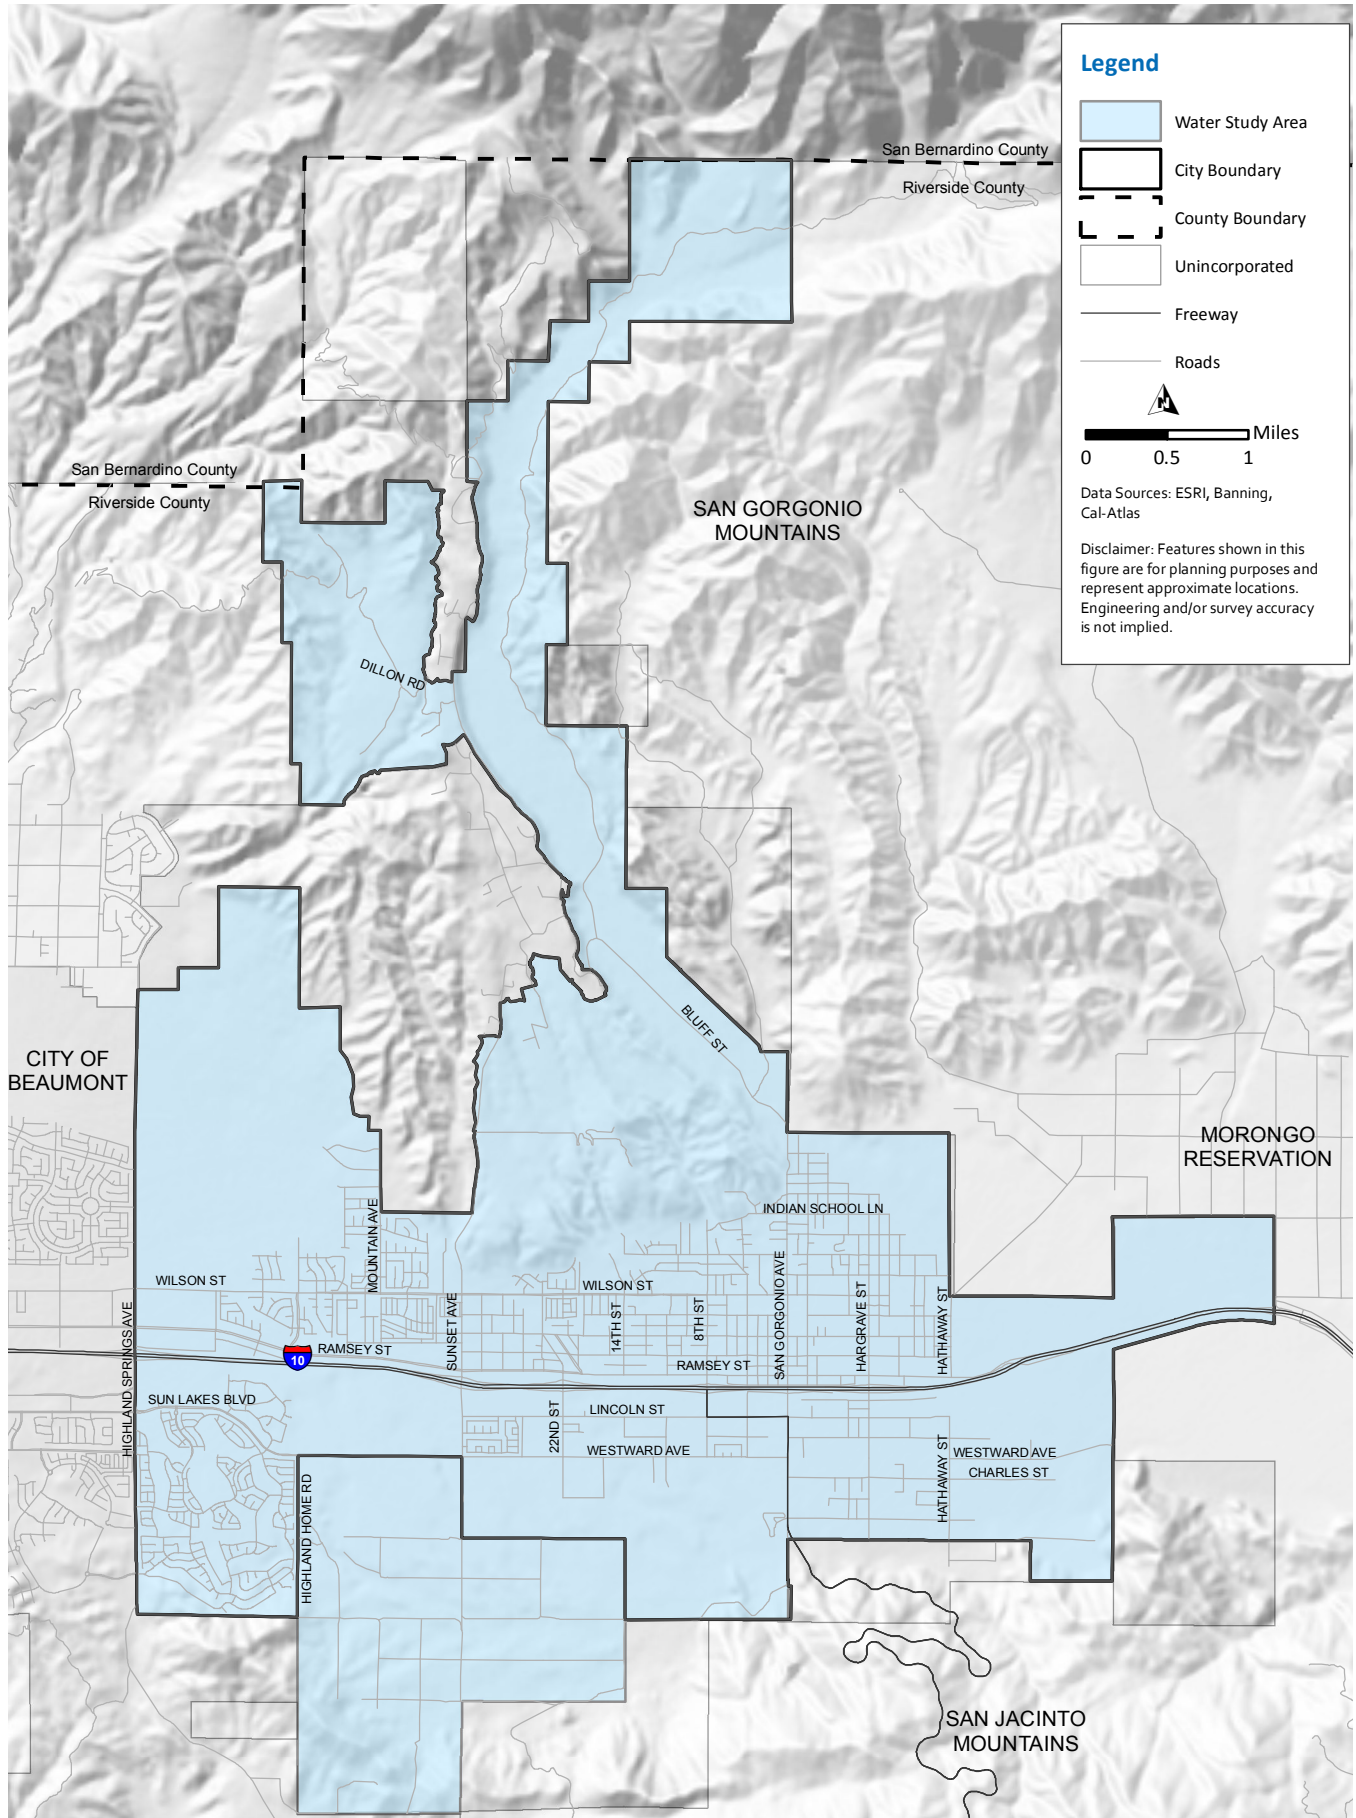 Legend
Water Study Area
City Boundary
County Boundary
Unincorporated
Freeway
Roads
N
Miles
0 0.5 1
Data Sources: ESRI, Banning,
Cal-Atlas
Disclaimer: Features shown in this
figure are for planning purposes and
represent approximate locations.
Engineering and/or survey accuracy
is not implied.
San Bernardino County
Riverside County
San Bernardino County
Riverside County
SAN GORGONIO
MOUNTAINS
DILLON RD
BLUFF ST
CITY OF
BEAUMONT
MORONGO
RESERVATION
INDIAN SCHOOL LN
MOUNTAIN AVE
WILSON ST
WILSON ST
HIGHLAND SPRINGS AVE
SUNSET AVE
14TH ST
8TH ST
SAN GORGONIO AVE
HARGRAVE ST
HATHAWAY ST
10
RAMSEY ST
RAMSEY ST
SUN LAKES BLVD
22ND ST
LINCOLN ST
WESTWARD AVE
HATHAWAY ST
WESTWARD AVE
CHARLES ST
HIGHLAND HOME RD
SAN JACINTO
MOUNTAINS